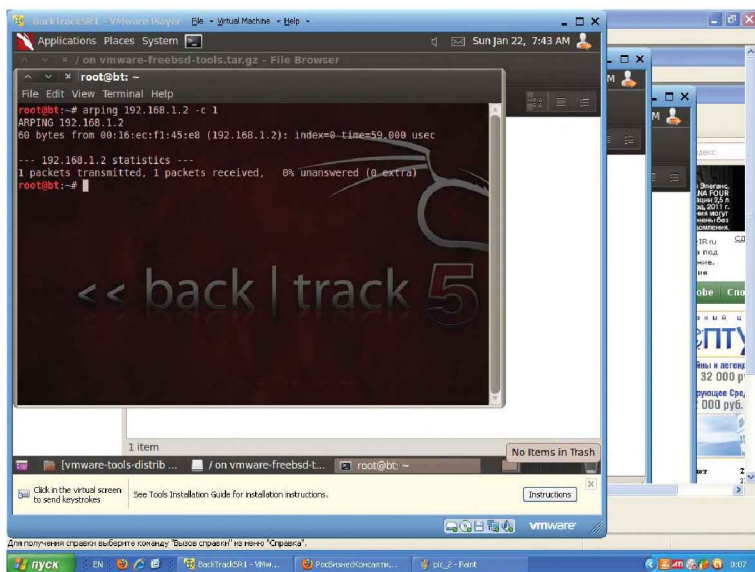 BackTrack5R1 - VMware Player File Virtual Machine Help
Applications Places System
Sun Jan 22, 7:43 AM
/ on vmware-freebsd-tools.tar.gz - File Browser
root@bt: ~
File Edit View Terminal Help
root@bt:~# arping 192.168.1.2 -c 1
ARPING 192.168.1.2
60 bytes from 00:16:ec:f1:45:e8 (192.168.1.2): index=0 time=59.000 usec
--- 192.168.1.2 statistics ---
1 packets transmitted, 1 packets received,   0% unanswered (0 extra)
root@bt:~#
<< back | track 5
1 item
No Items in Trash
[vmware-tools-distrib ...
/ on vmware-freebsd-t...
root@bt: ~
Click in the virtual screen
to send keystrokes
See Tools Installation Guide for installation instructions.
Instructions
vmware
Для получения справки выберите команду "Вызов справки" из меню "Справка".
пуск
EN
BackTrack5R1 - VMw...
РосБизнесКонсалти...
pic_2 - Paint
0:07
M
M
32 000 р
000 руб.